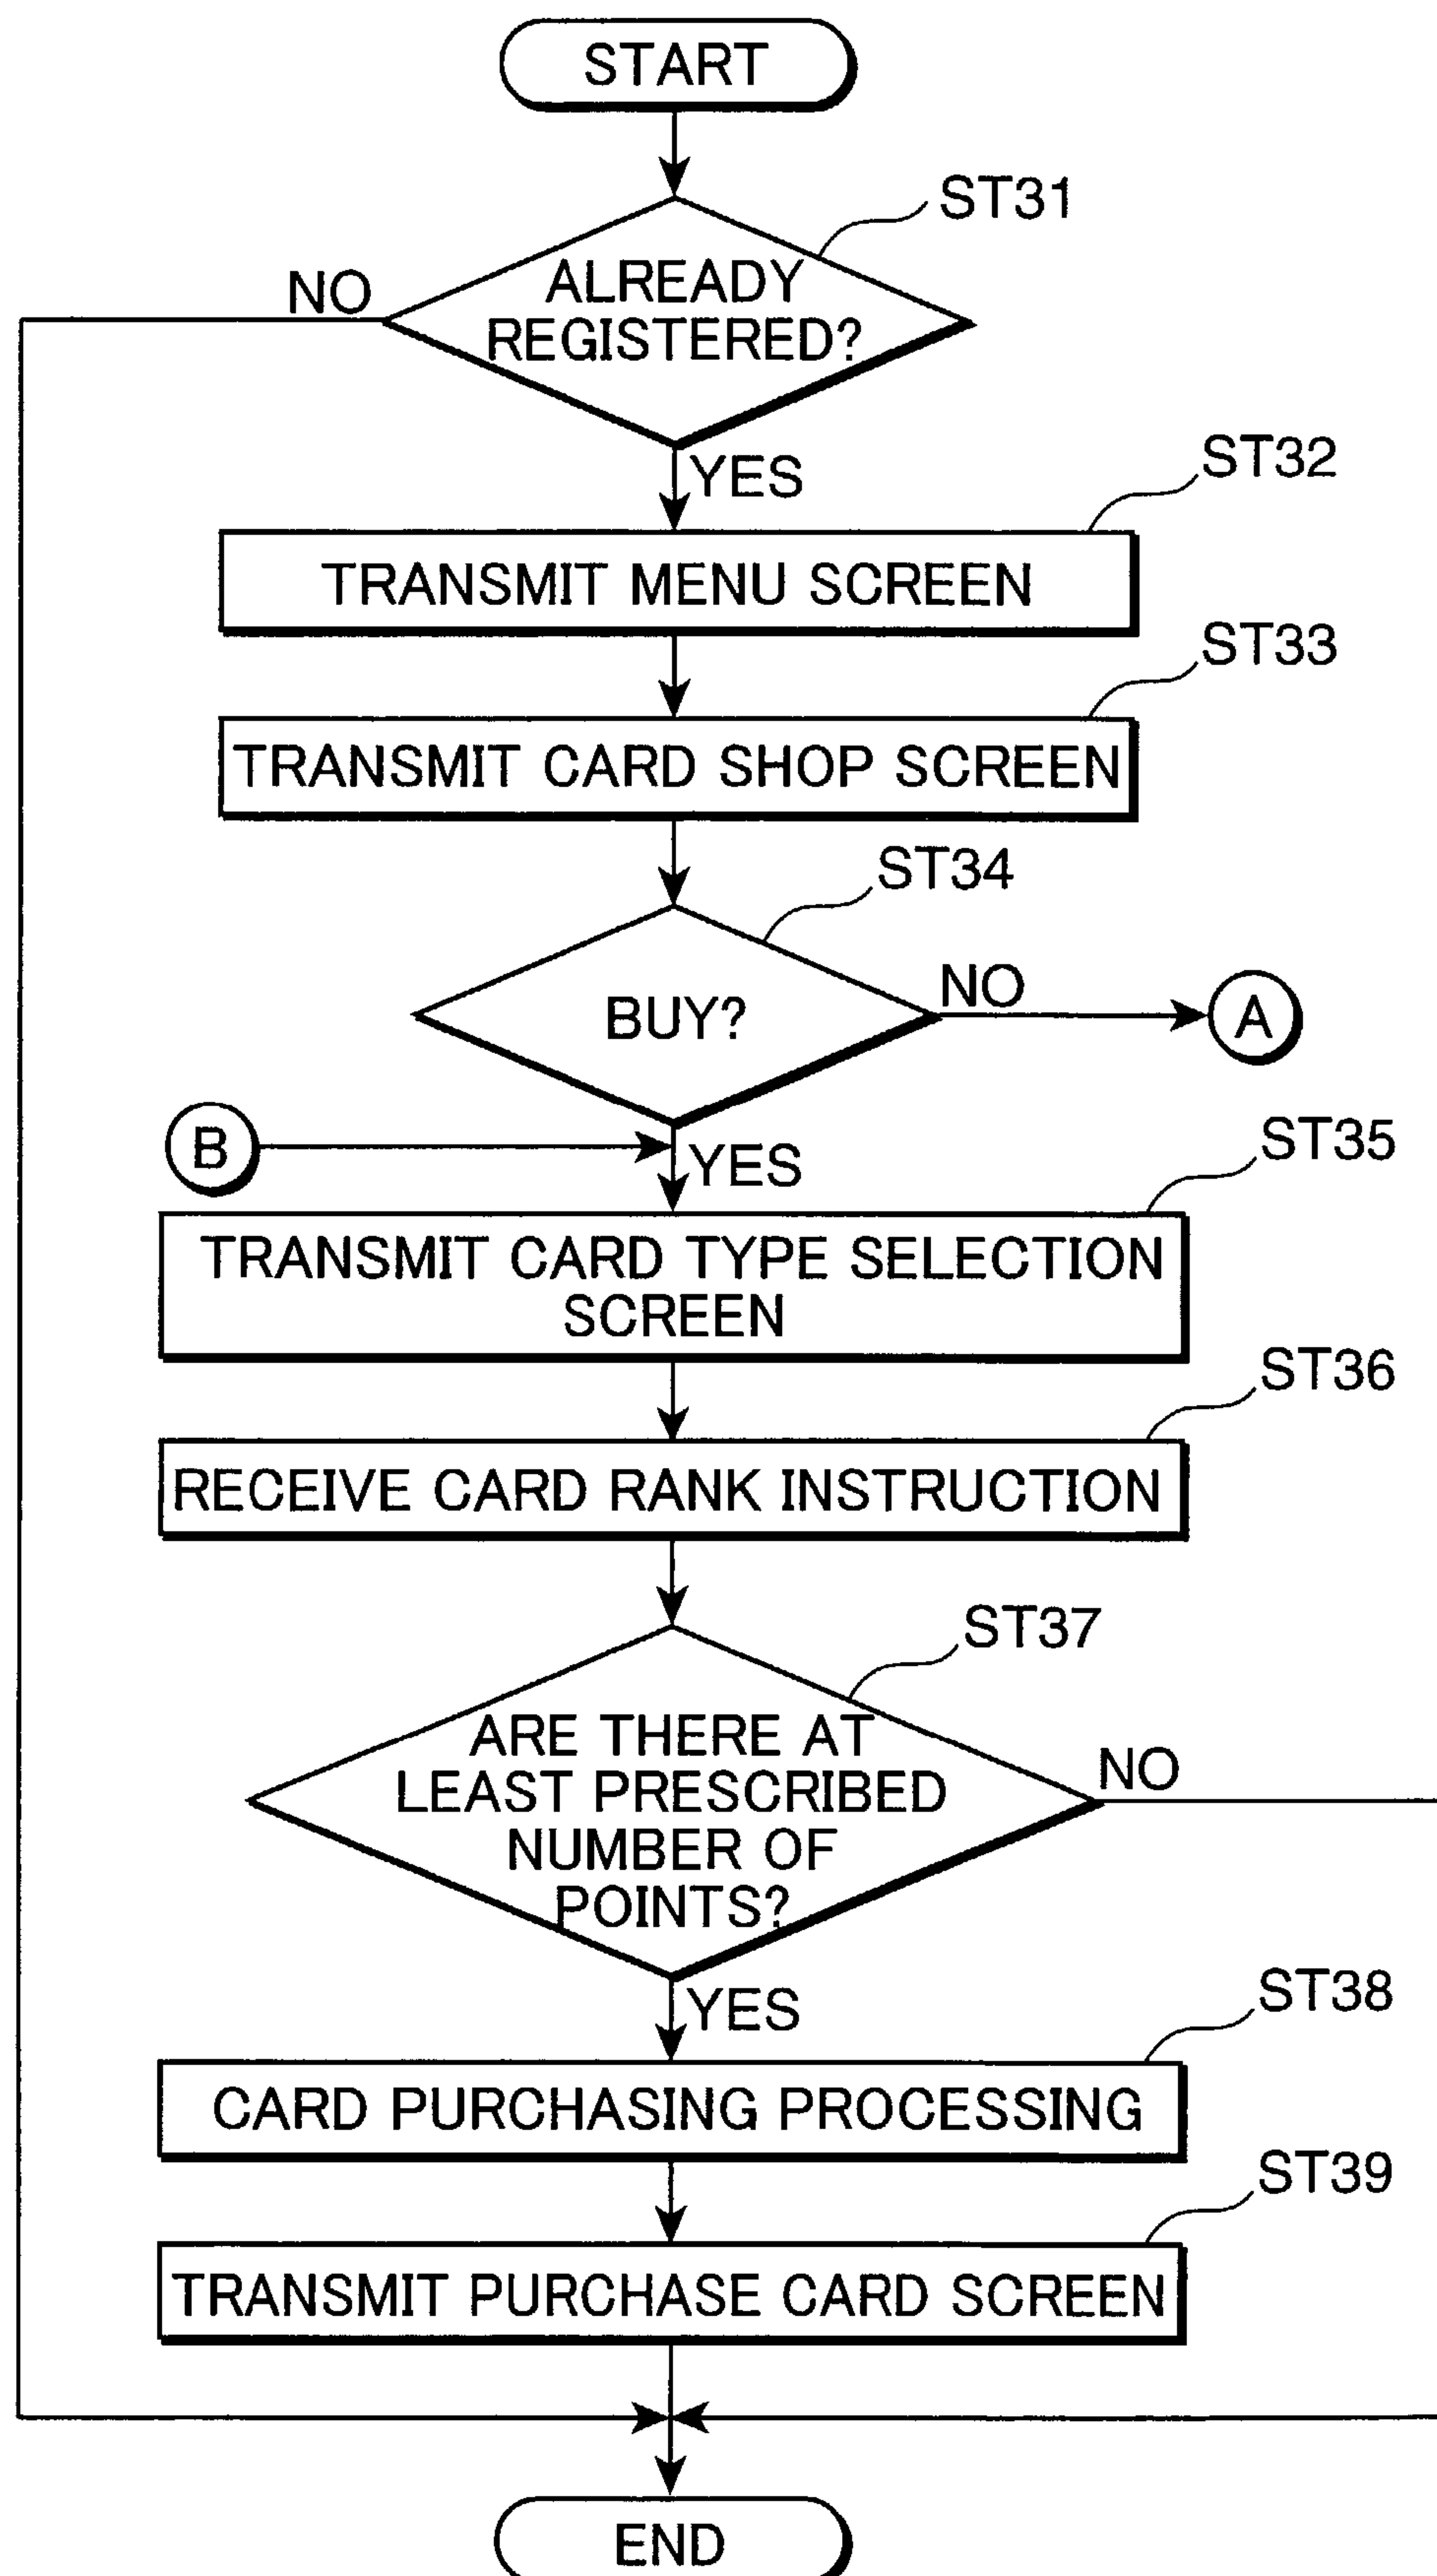 START
ST31
NO
ALREADY
REGISTERED?
YES
ST32
TRANSMIT MENU SCREEN
ST33
TRANSMIT CARD SHOP SCREEN
ST34
BUY?
NO
A
B
YES
ST35
TRANSMIT CARD TYPE SELECTION
SCREEN
ST36
RECEIVE CARD RANK INSTRUCTION
ST37
ARE THERE AT
LEAST PRESCRIBED
NUMBER OF
POINTS?
NO
YES
ST38
CARD PURCHASING PROCESSING
ST39
TRANSMIT PURCHASE CARD SCREEN
END